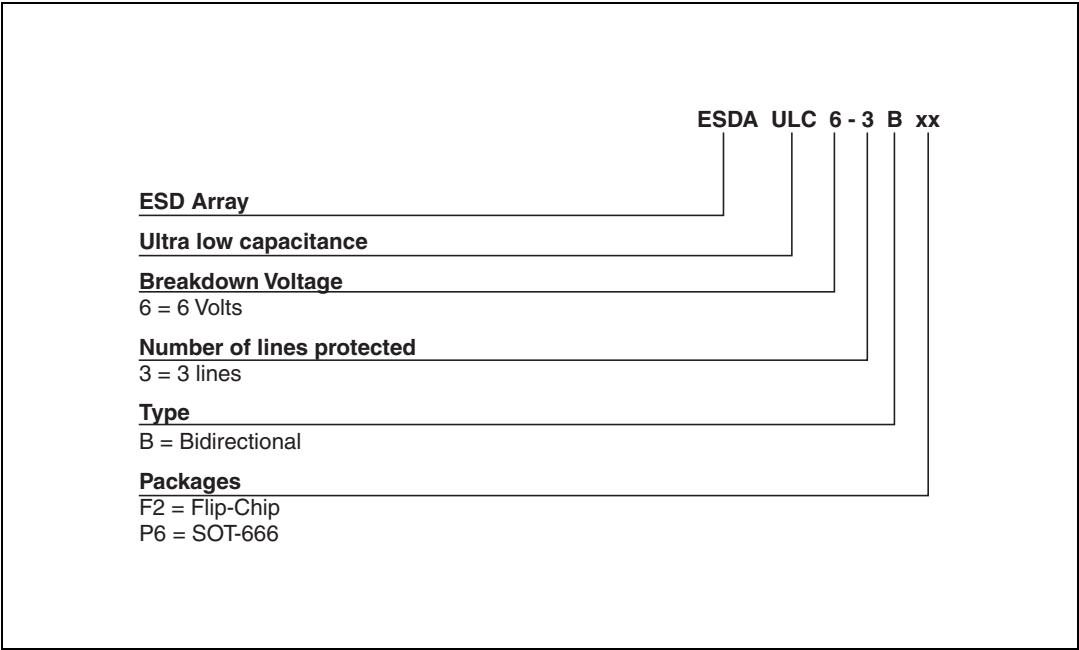 ESDA ULC 6 - 3 B xx
ESD Array
Ultra low capacitance
Breakdown Voltage
6 = 6 Volts
Number of lines protected
3 = 3 lines
Type
B = Bidirectional
Packages
F2 = Flip-Chip
P6 = SOT-666